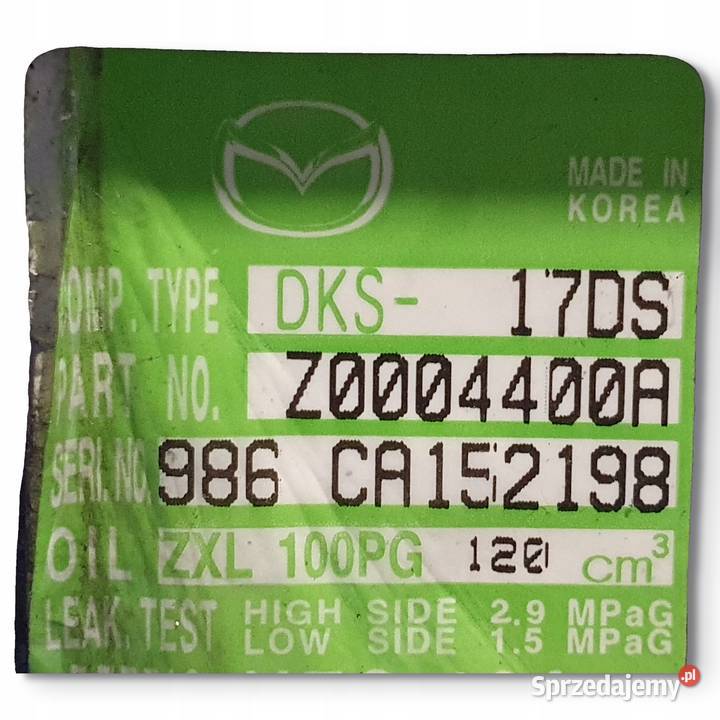 MADE IN
KOREA
COMP. TYPE DKS- 17DS
PART NO. Z0004400A
SERI. NO. 986 CA152198
OIL ZXL 100PG 120 cm³
LEAK. TEST HIGH SIDE 2.9 MPaG
LOW SIDE 1.5 MPaG
Sprzedajemy.pl